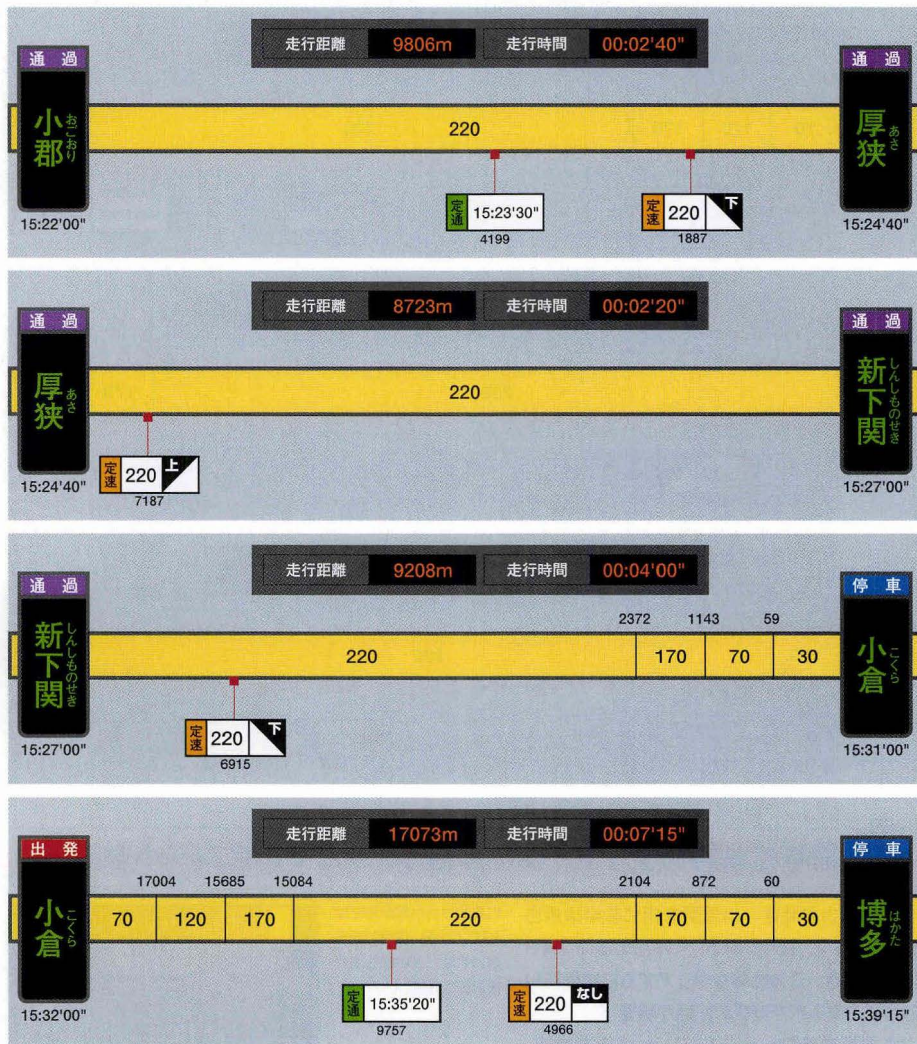 走行距離 9806m 走行時間 00:02'40"
通過 通過
小郡 おごおり 220 厚狭 あさ
定通 15:23'30" 定速 220 下
15:22'00" 4199 1887 15:24'40"
走行距離 8723m 走行時間 00:02'20"
通過 通過
厚狭 あさ 220 新下関 しんしものせき
定速 220 上
15:24'40" 7187 15:27'00"
走行距離 9208m 走行時間 00:04'00"
通過 停車
2372 1143 59
新下関 しんしものせき 220 170 70 30 小倉 こくら
定速 220 下
15:27'00" 6915 15:31'00"
走行距離 17073m 走行時間 00:07'15"
出発 停車
17004 15685 15084 2104 872 60
小倉 こくら 70 120 170 220 170 70 30 博多 はかた
定通 15:35'20" 定速 220 なし
15:32'00" 9757 4966 15:39'15"